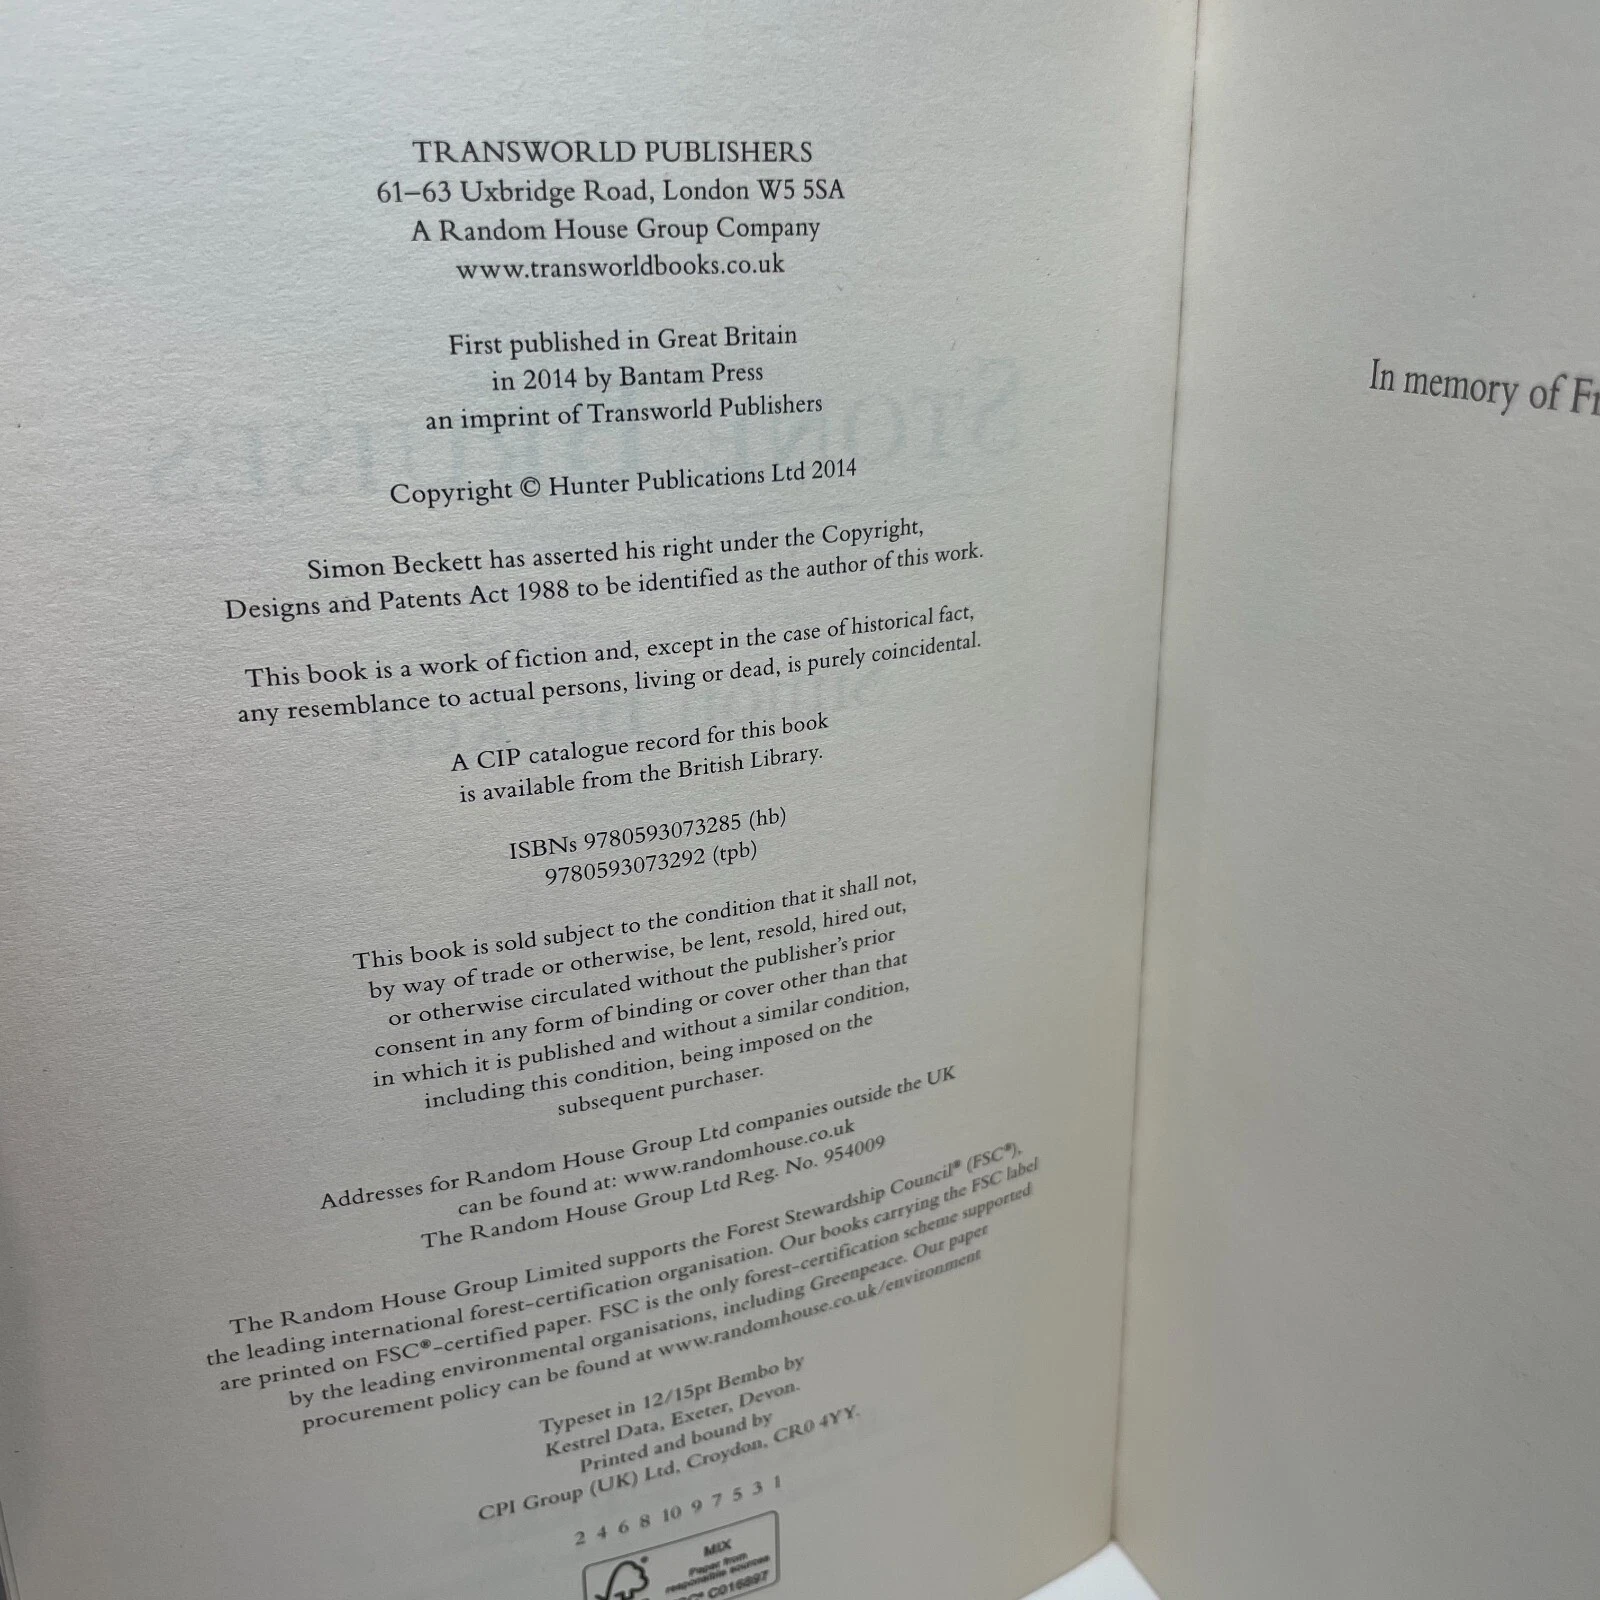 TRANSWORLD PUBLISHERS
61–63 Uxbridge Road, London W5 5SA
A Random House Group Company
www.transworldbooks.co.uk
First published in Great Britain
in 2014 by Bantam Press
an imprint of Transworld Publishers
Copyright © Hunter Publications Ltd 2014
Simon Beckett has asserted his right under the Copyright,
Designs and Patents Act 1988 to be identified as the author of this work.
This book is a work of fiction and, except in the case of historical fact,
any resemblance to actual persons, living or dead, is purely coincidental.
A CIP catalogue record for this book
is available from the British Library.
ISBNs 9780593073285 (hb)
9780593073292 (tpb)
This book is sold subject to the condition that it shall not,
by way of trade or otherwise, be lent, resold, hired out,
or otherwise circulated without the publisher's prior
consent in any form of binding or cover other than that
in which it is published and without a similar condition,
including this condition, being imposed on the
subsequent purchaser.
Addresses for Random House Group Ltd companies outside the UK
can be found at: www.randomhouse.co.uk
The Random House Group Ltd Reg. No. 954009
The Random House Group Limited supports the Forest Stewardship Council® (FSC®),
the leading international forest-certification organisation. Our books carrying the FSC label
are printed on FSC®-certified paper. FSC is the only forest-certification scheme supported
by the leading environmental organisations, including Greenpeace. Our paper
procurement policy can be found at www.randomhouse.co.uk/environment
Typeset in 12/15pt Bembo by
Kestrel Data, Exeter, Devon.
Printed and bound by
CPI Group (UK) Ltd, Croydon, CR0 4YY.
2 4 6 8 10 9 7 5 3 1
MIX
Paper from
responsible sources
C016897
In memory of